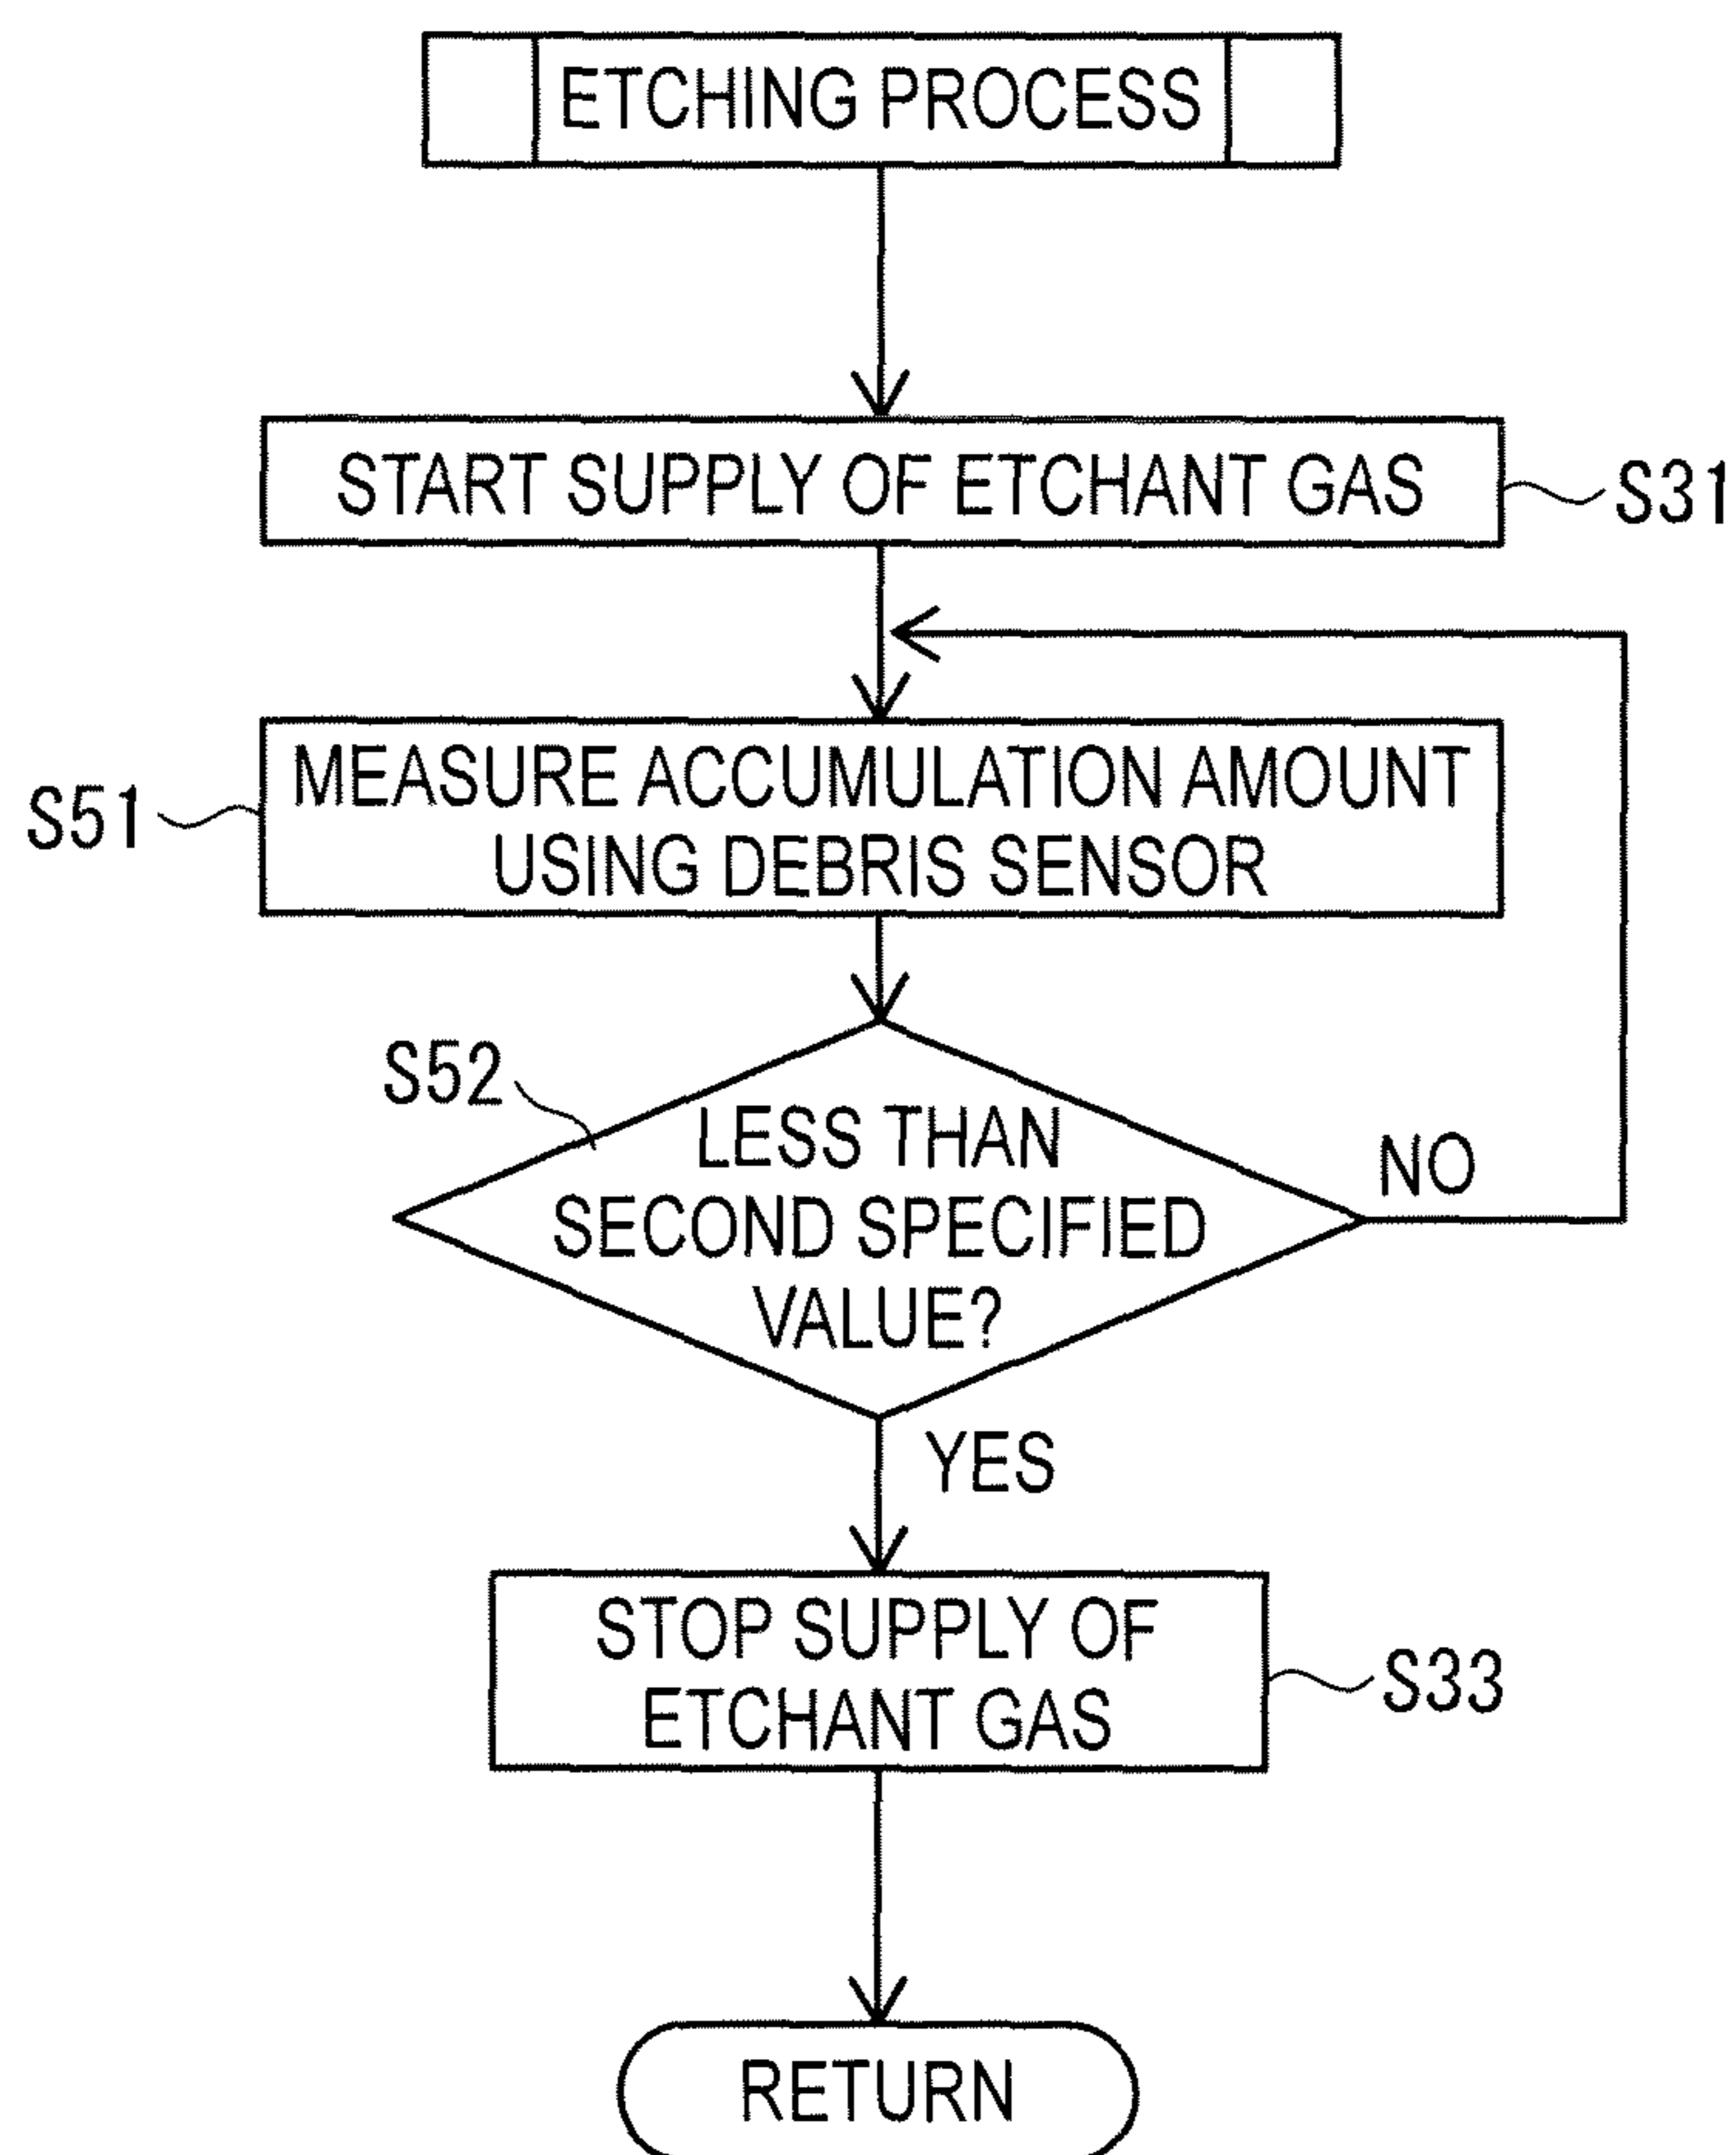 ETCHING PROCESS
START SUPPLY OF ETCHANT GAS
S31
MEASURE ACCUMULATION AMOUNT
USING DEBRIS SENSOR
S51
S52
LESS THAN
SECOND SPECIFIED
VALUE?
NO
YES
STOP SUPPLY OF
ETCHANT GAS
S33
RETURN